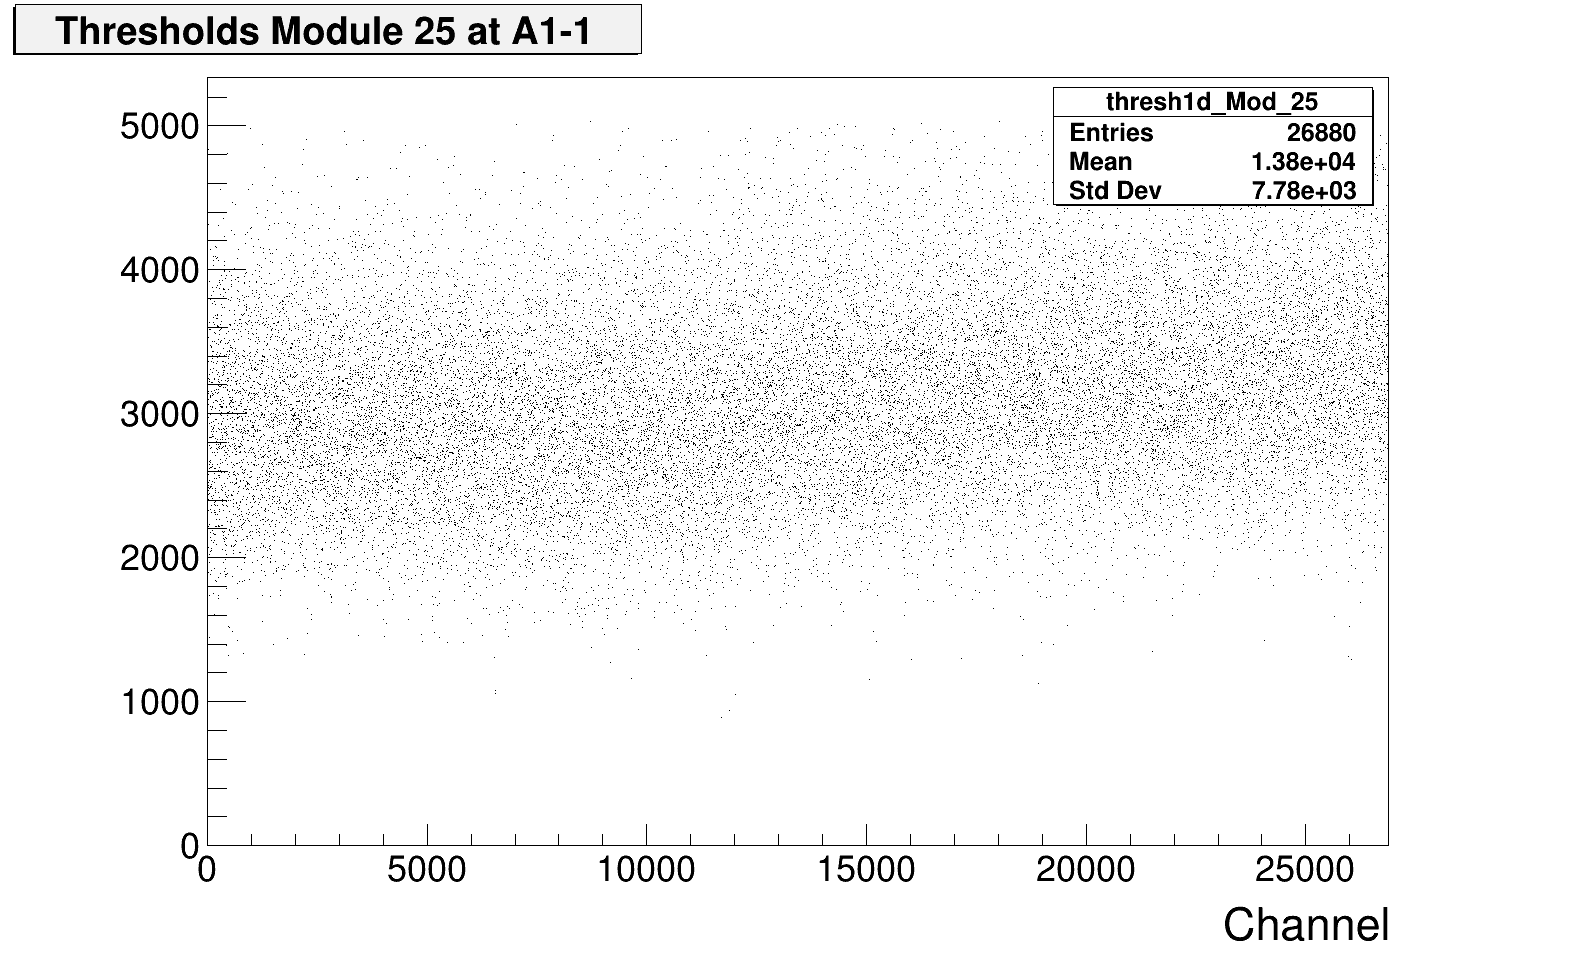 Thresholds Module 25 at A1-1
thresh1d_Mod_25
Entries 26880
Mean 1.38e+04
Std Dev 7.78e+03
5000
4000
3000
2000
1000
0
0 5000 10000 15000 20000 25000
Channel